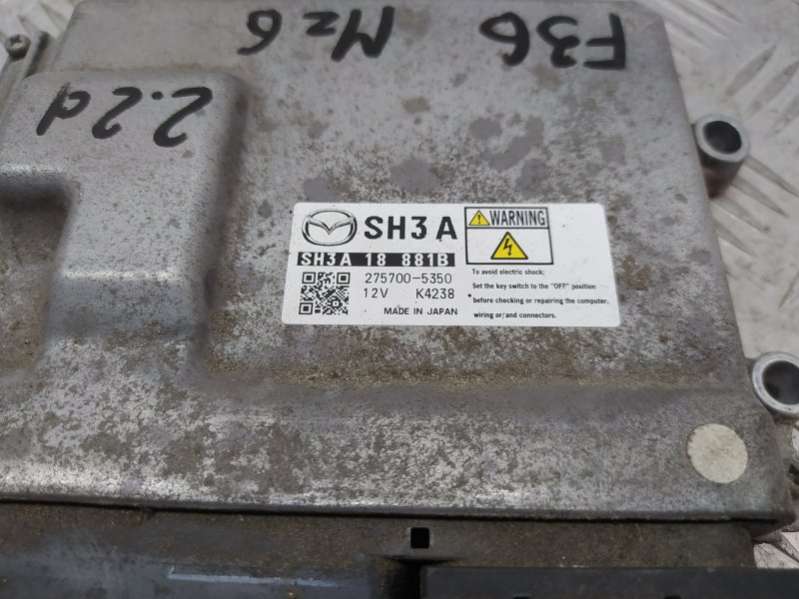 F36 Mz6
2.2d
SH3A
WARNING
SH3A 18 881B
275700-5350
12V K4238
MADE IN JAPAN
To avoid electric shock;
Set the key switch to the "OFF" position
before checking or repairing the computer,
wiring or/and connectors.